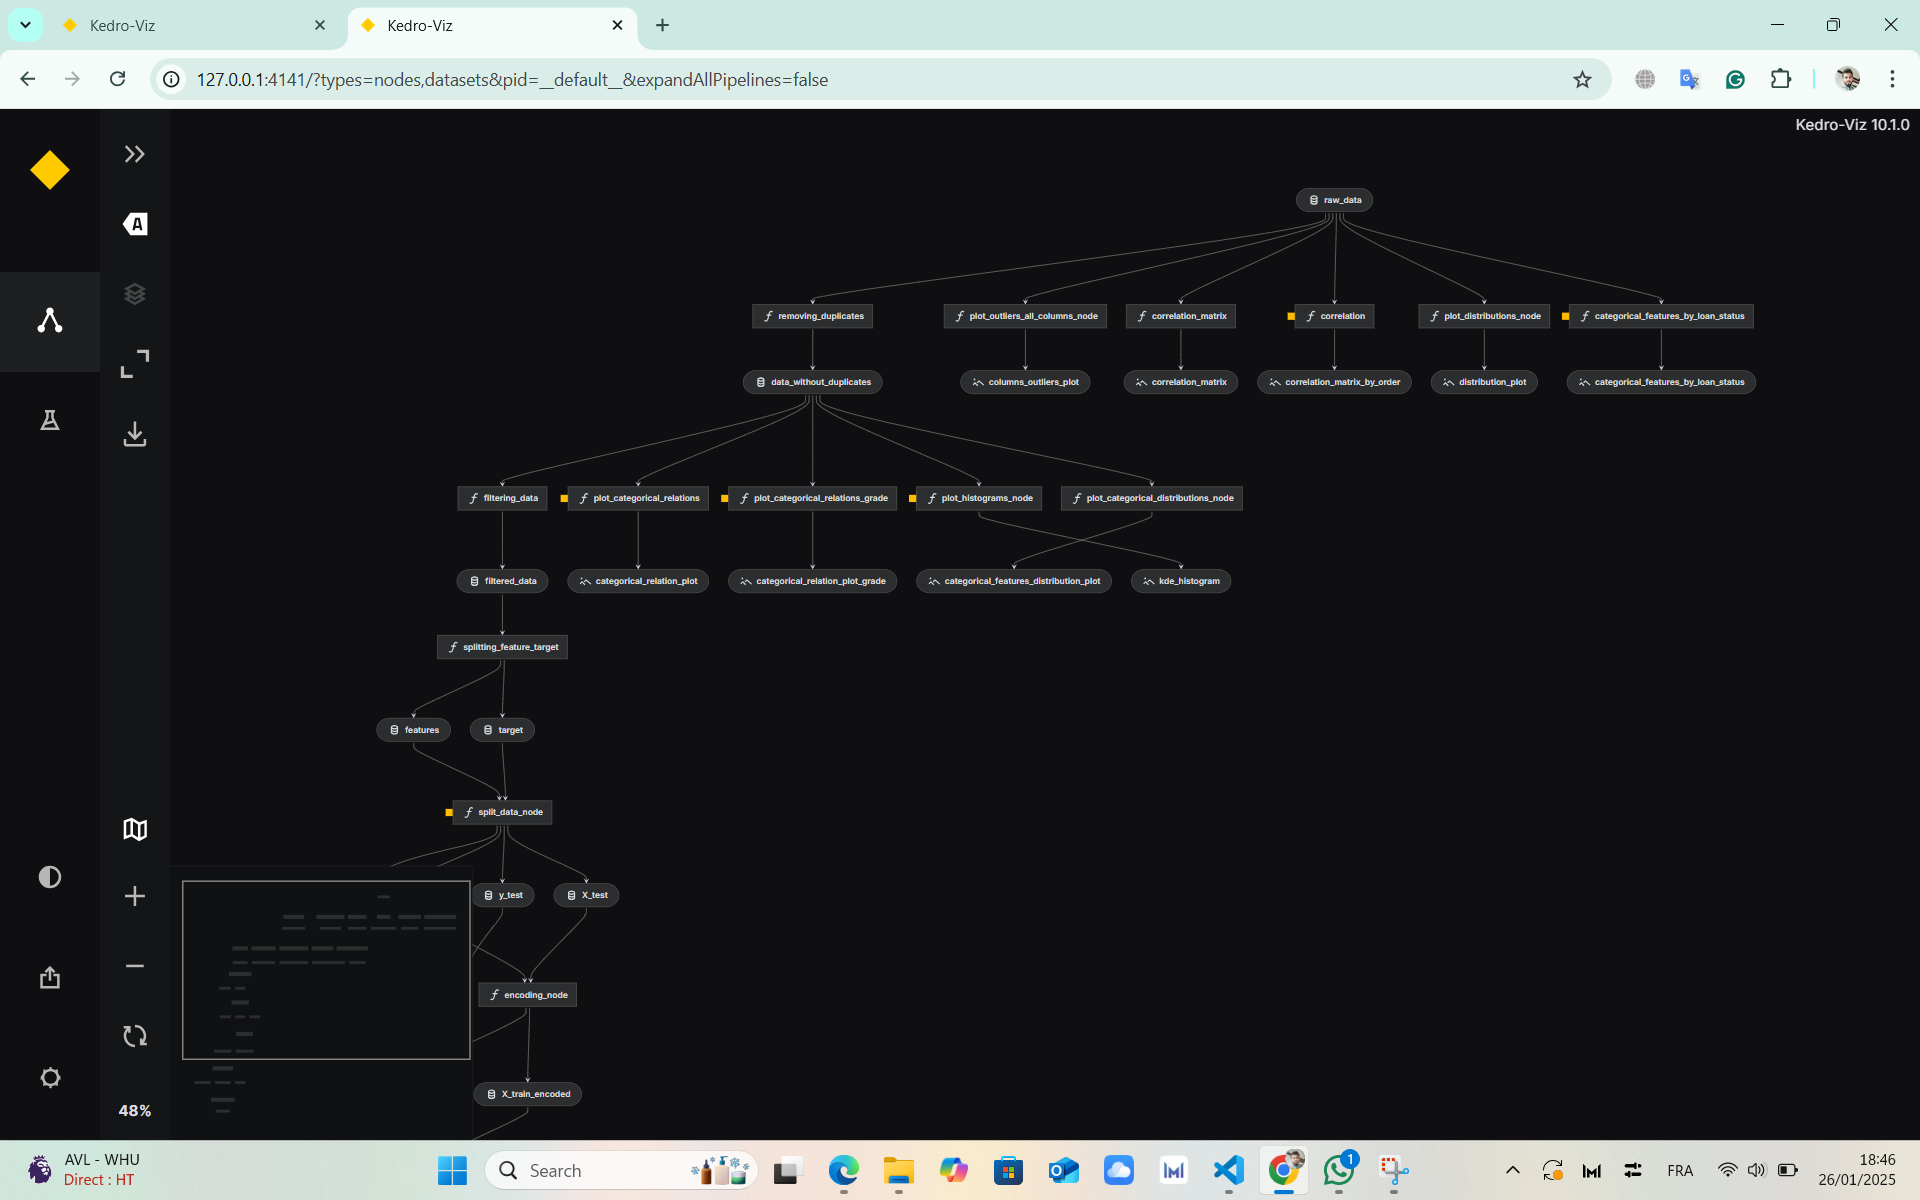 Kedro-Viz
Kedro-Viz
127.0.0.1:4141/?types=nodes,datasets&pid=__default__&expandAllPipelines=false
Kedro-Viz 10.1.0
A
raw_data
removing_duplicates
plot_outliers_all_columns_node
correlation_matrix
correlation
plot_distributions_node
categorical_features_by_loan_status
data_without_duplicates
columns_outliers_plot
correlation_matrix
correlation_matrix_by_order
distribution_plot
categorical_features_by_loan_status
filtering_data
plot_categorical_relations
plot_categorical_relations_grade
plot_histograms_node
plot_categorical_distributions_node
filtered_data
categorical_relation_plot
categorical_relation_plot_grade
categorical_features_distribution_plot
kde_histogram
splitting_feature_target
features
target
split_data_node
y_test
X_test
encoding_node
X_train_encoded
48%
AVL - WHU
Direct : HT
Search
1
FRA
18:46
26/01/2025